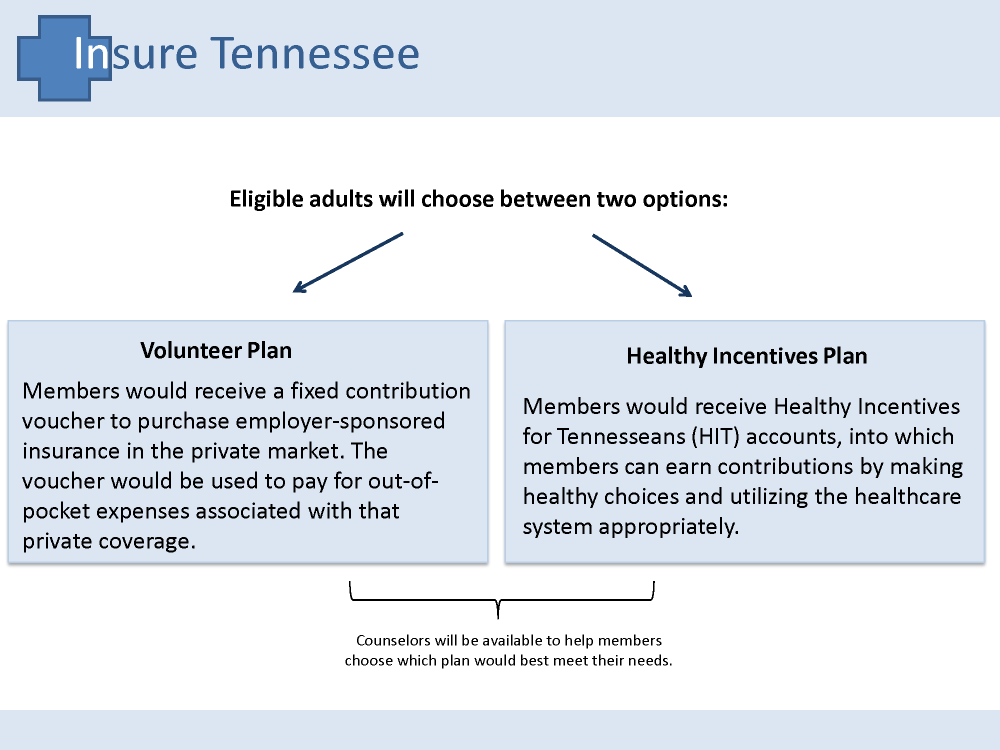 Insure Tennessee
Eligible adults will choose between two options:
Volunteer Plan
Members would receive a fixed contribution
voucher to purchase employer-sponsored
insurance in the private market. The
voucher would be used to pay for out-of-
pocket expenses associated with that
private coverage.
Healthy Incentives Plan
Members would receive Healthy Incentives
for Tennesseans (HIT) accounts, into which
members can earn contributions by making
healthy choices and utilizing the healthcare
system appropriately.
Counselors will be available to help members
choose which plan would best meet their needs.